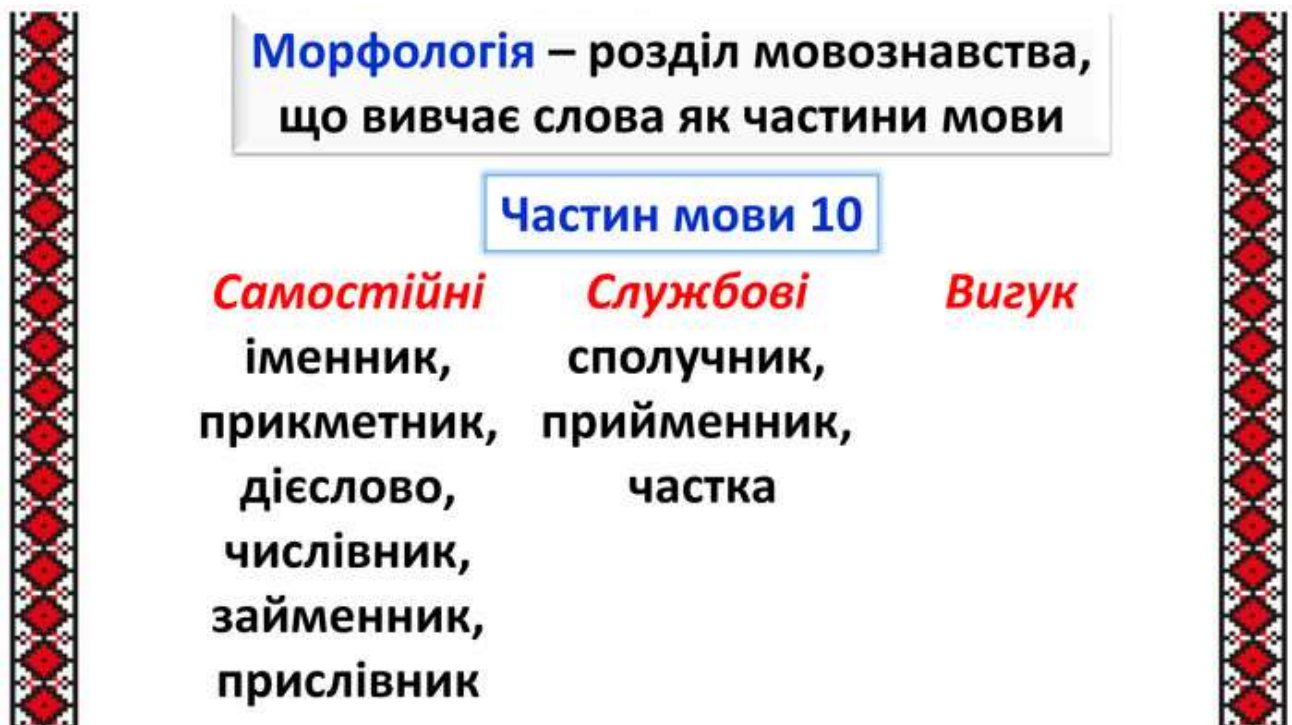 Морфологія – розділ мовознавства,
що вивчає слова як частини мови
Частин мови 10
Самостійні
іменник,
прикметник,
дієслово,
числівник,
займенник,
прислівник
Службові
сполучник,
прийменник,
частка
Вигук